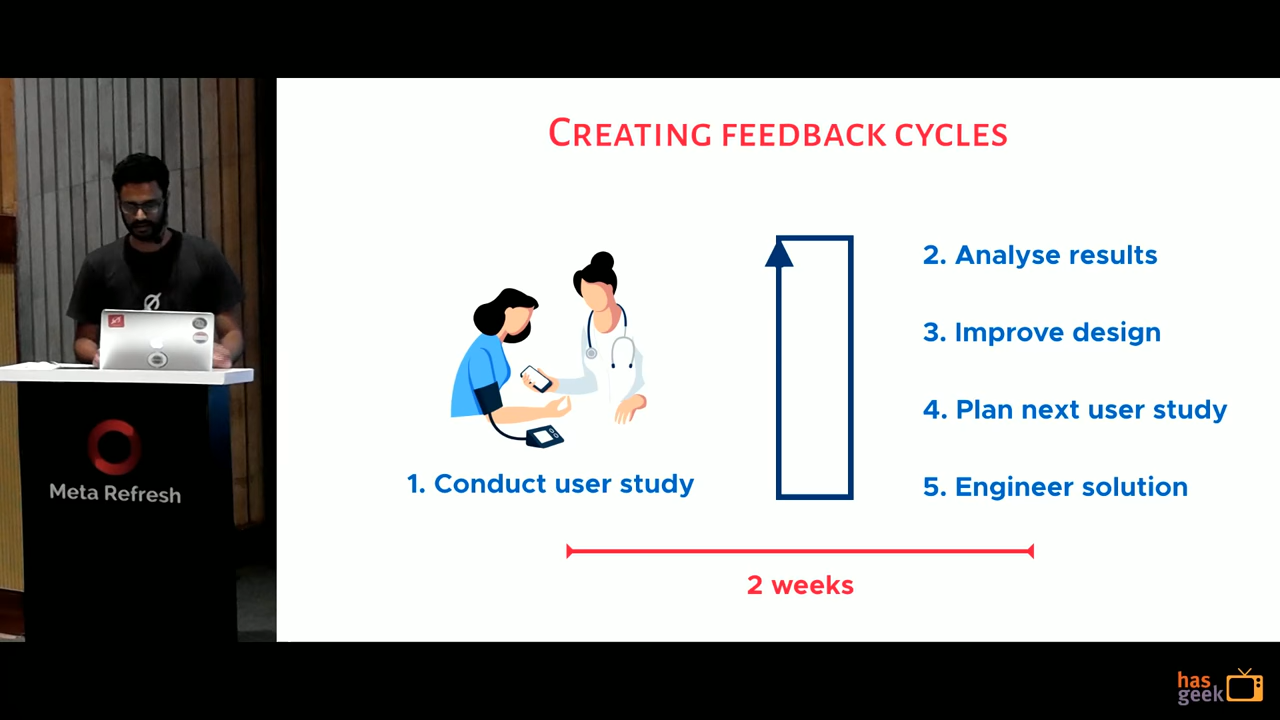 Creating feedback cycles
2. Analyse results
3. Improve design
4. Plan next user study
1. Conduct user study
5. Engineer solution
2 weeks
Meta Refresh
has
geek